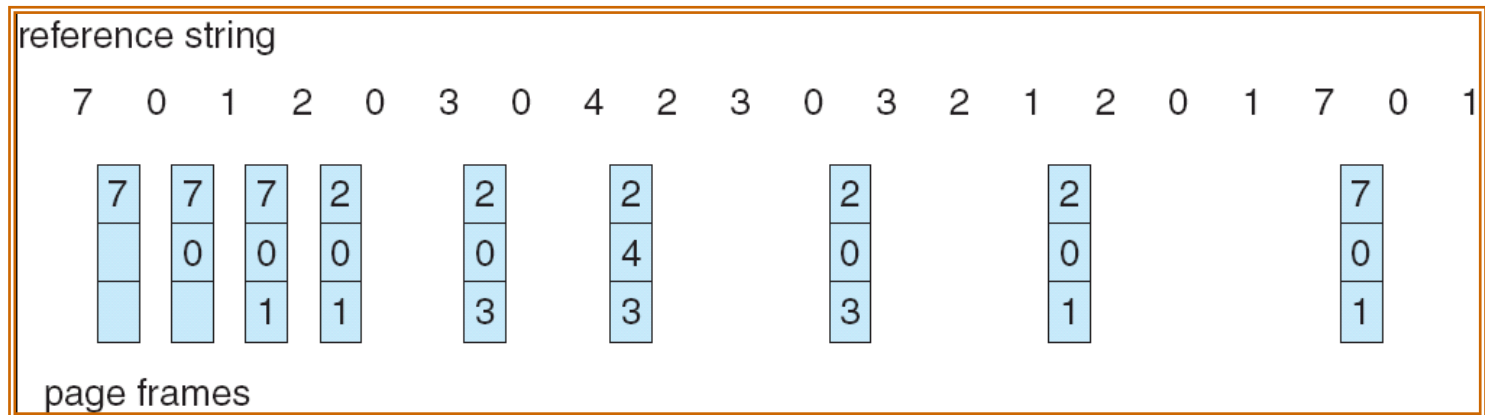 reference string
7 0 1 2 0 3 0 4 2 3 0 3 2 1 2 0 1 7 0 1
7 7 7 2 2 2 2 2 7
0 0 0 0 4 0 0 0
1 1 3 3 3 1 1
page frames